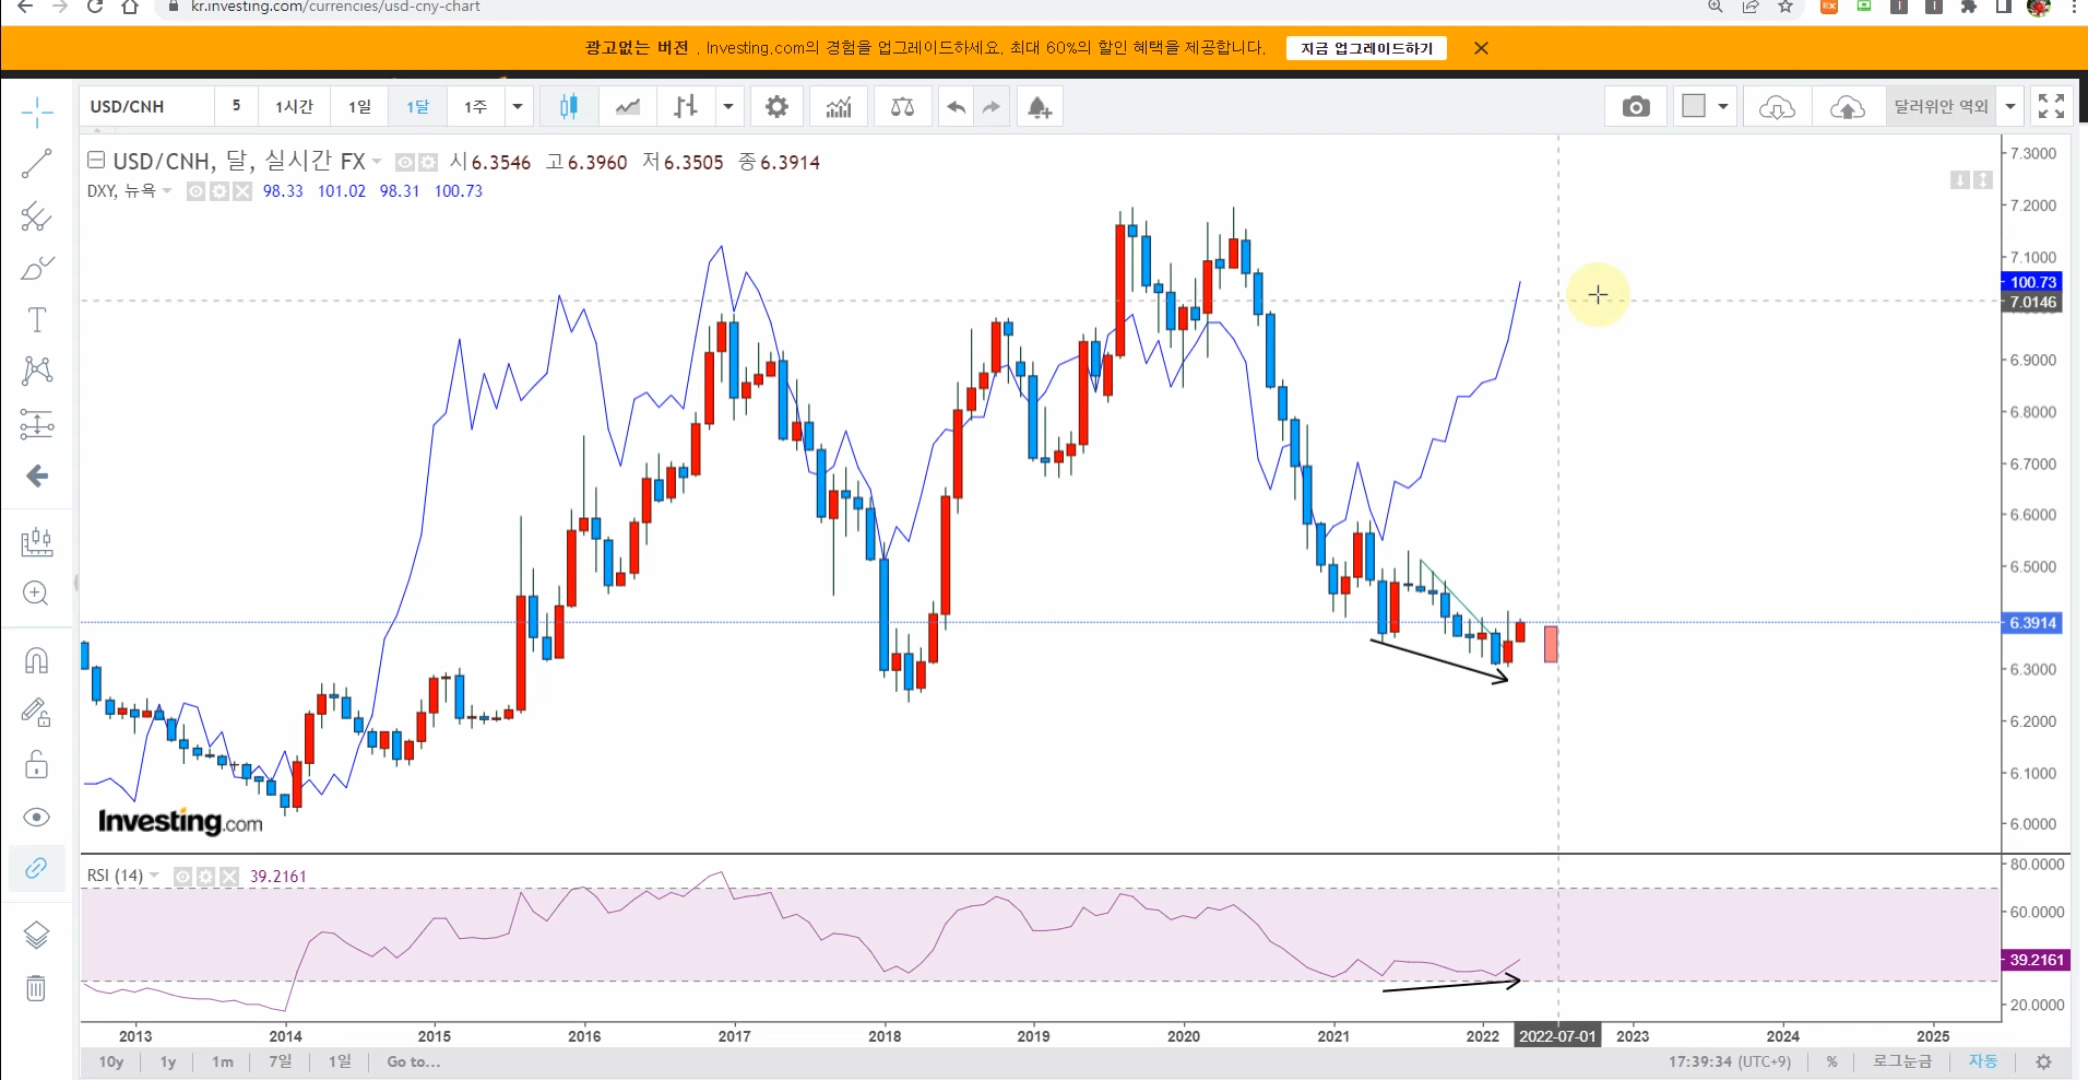 kr.investing.com/currencies/usd-cny-chart
광고없는 버전 . Investing.com의 경험을 업그레이드하세요. 최대 60%의 할인 혜택을 제공합니다. 지금 업그레이드하기
USD/CNH 5 1시간 1일 1달 1주 달러위안 역외
USD/CNH, 달, 실시간 FX 시6.3546 고6.3960 저6.3505 종6.3914
DXY, 뉴욕 98.33 101.02 98.31 100.73
7.3000
7.2000
7.1000
100.73
7.0146
6.9000
6.8000
6.7000
6.6000
6.5000
6.3914
6.3000
6.2000
6.1000
6.0000
Investing.com
RSI (14) 39.2161
80.0000
60.0000
39.2161
20.0000
2013 2014 2015 2016 2017 2018 2019 2020 2021 2022 2022-07-01 2023 2024 2025
10y 1y 1m 7일 1일 Go to... 17:39:34 (UTC+9) % 로그눈금 자동